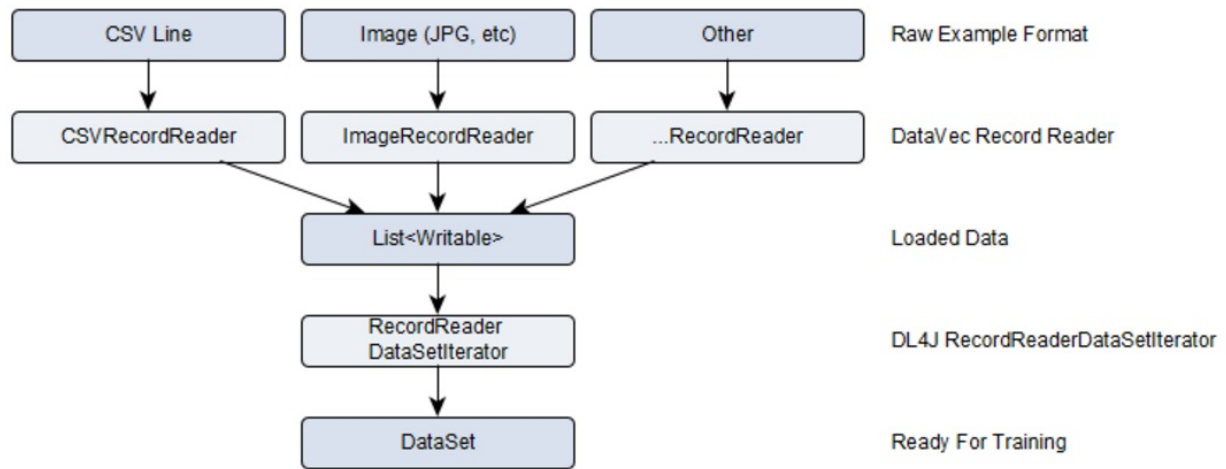 CSV Line
Image (JPG, etc)
Other
Raw Example Format
CSVRecordReader
ImageRecordReader
...RecordReader
DataVec Record Reader
List<Writable>
Loaded Data
RecordReader
DataSetIterator
DL4J RecordReaderDataSetIterator
DataSet
Ready For Training